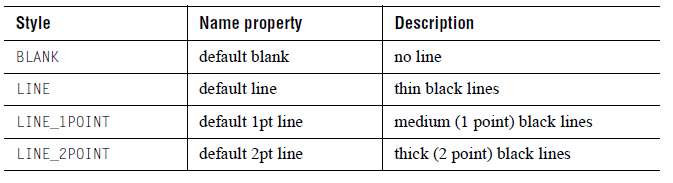 Style Name property Description
BLANK default blank no line
LINE default line thin black lines
LINE_1POINT default 1pt line medium (1 point) black lines
LINE_2POINT default 2pt line thick (2 point) black lines